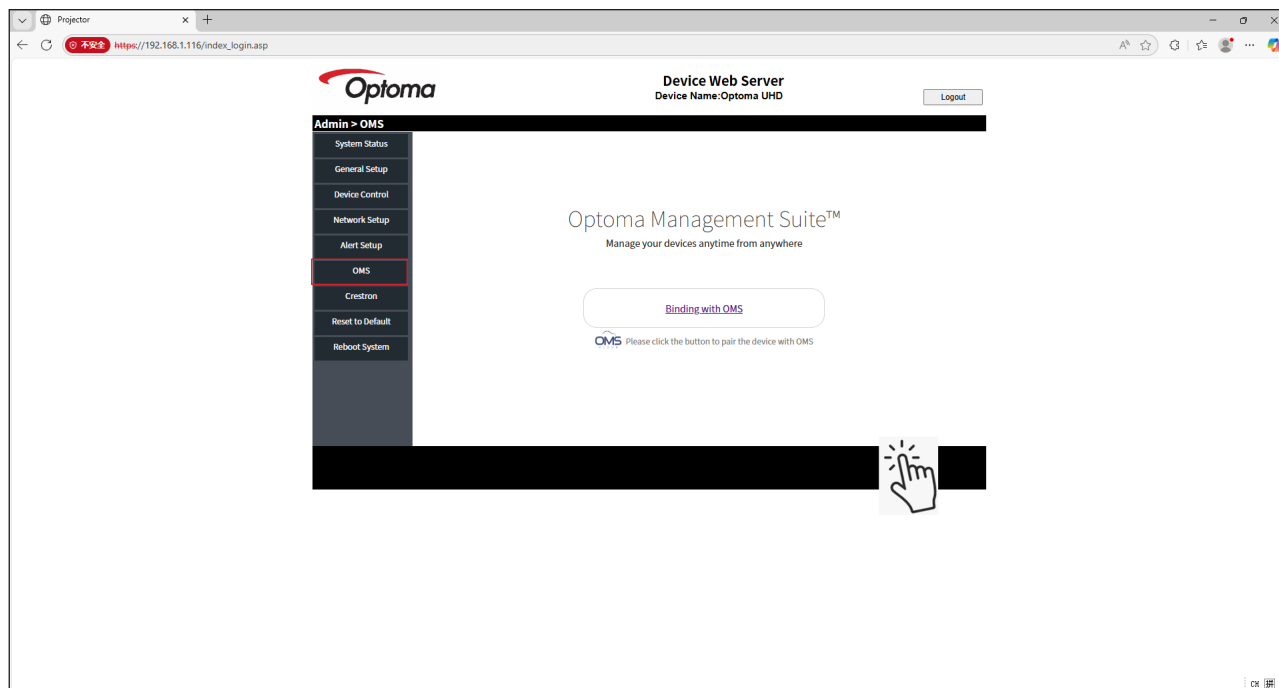 Projector
不安全 https://192.168.1.116/index_login.asp
Optoma
Device Web Server
Device Name:Optoma UHD
Logout
Admin > OMS
System Status
General Setup
Device Control
Network Setup
Alert Setup
OMS
Crestron
Reset to Default
Reboot System
Optoma Management Suite™
Manage your devices anytime from anywhere
Binding with OMS
OMS Please click the button to pair the device with OMS
CH 拼